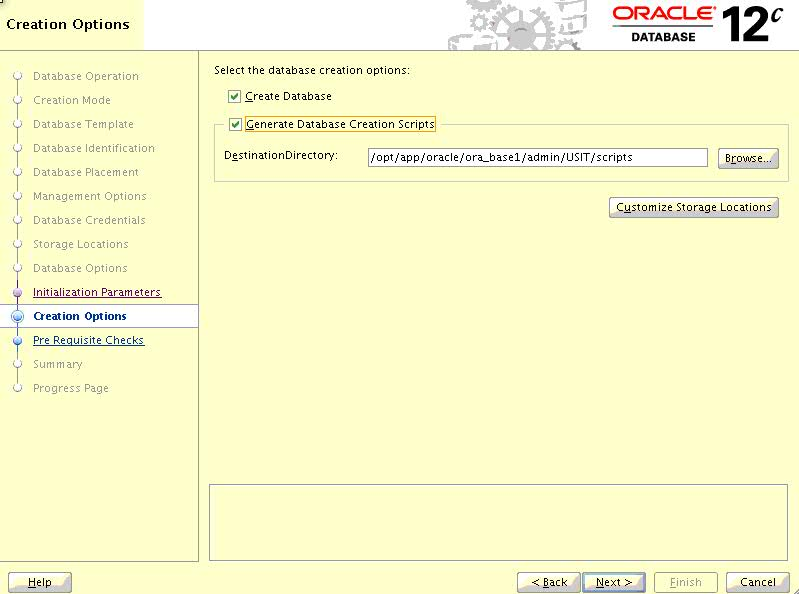 Creation Options
ORACLE
DATABASE
12c
Database Operation
Creation Mode
Database Template
Database Identification
Database Placement
Management Options
Database Credentials
Storage Locations
Database Options
Initialization Parameters
Creation Options
Pre Requisite Checks
Summary
Progress Page
Select the database creation options:
Create Database
Generate Database Creation Scripts
DestinationDirectory: /opt/app/oracle/ora_base1/admin/USIT/scripts Browse...
Customize Storage Locations
Help < Back Next > Finish Cancel